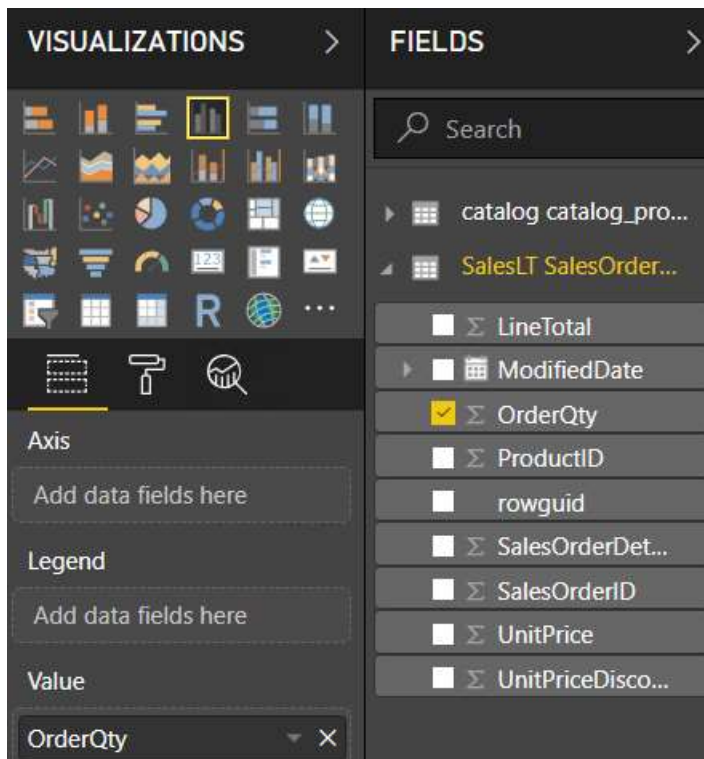 VISUALIZATIONS
123
R
Axis
Add data fields here
Legend
Add data fields here
Value
OrderQty
FIELDS
Search
catalog catalog_pro...
SalesLT SalesOrder...
Σ LineTotal
ModifiedDate
Σ OrderQty
Σ ProductID
rowguid
Σ SalesOrderDet...
Σ SalesOrderID
Σ UnitPrice
Σ UnitPriceDisco...